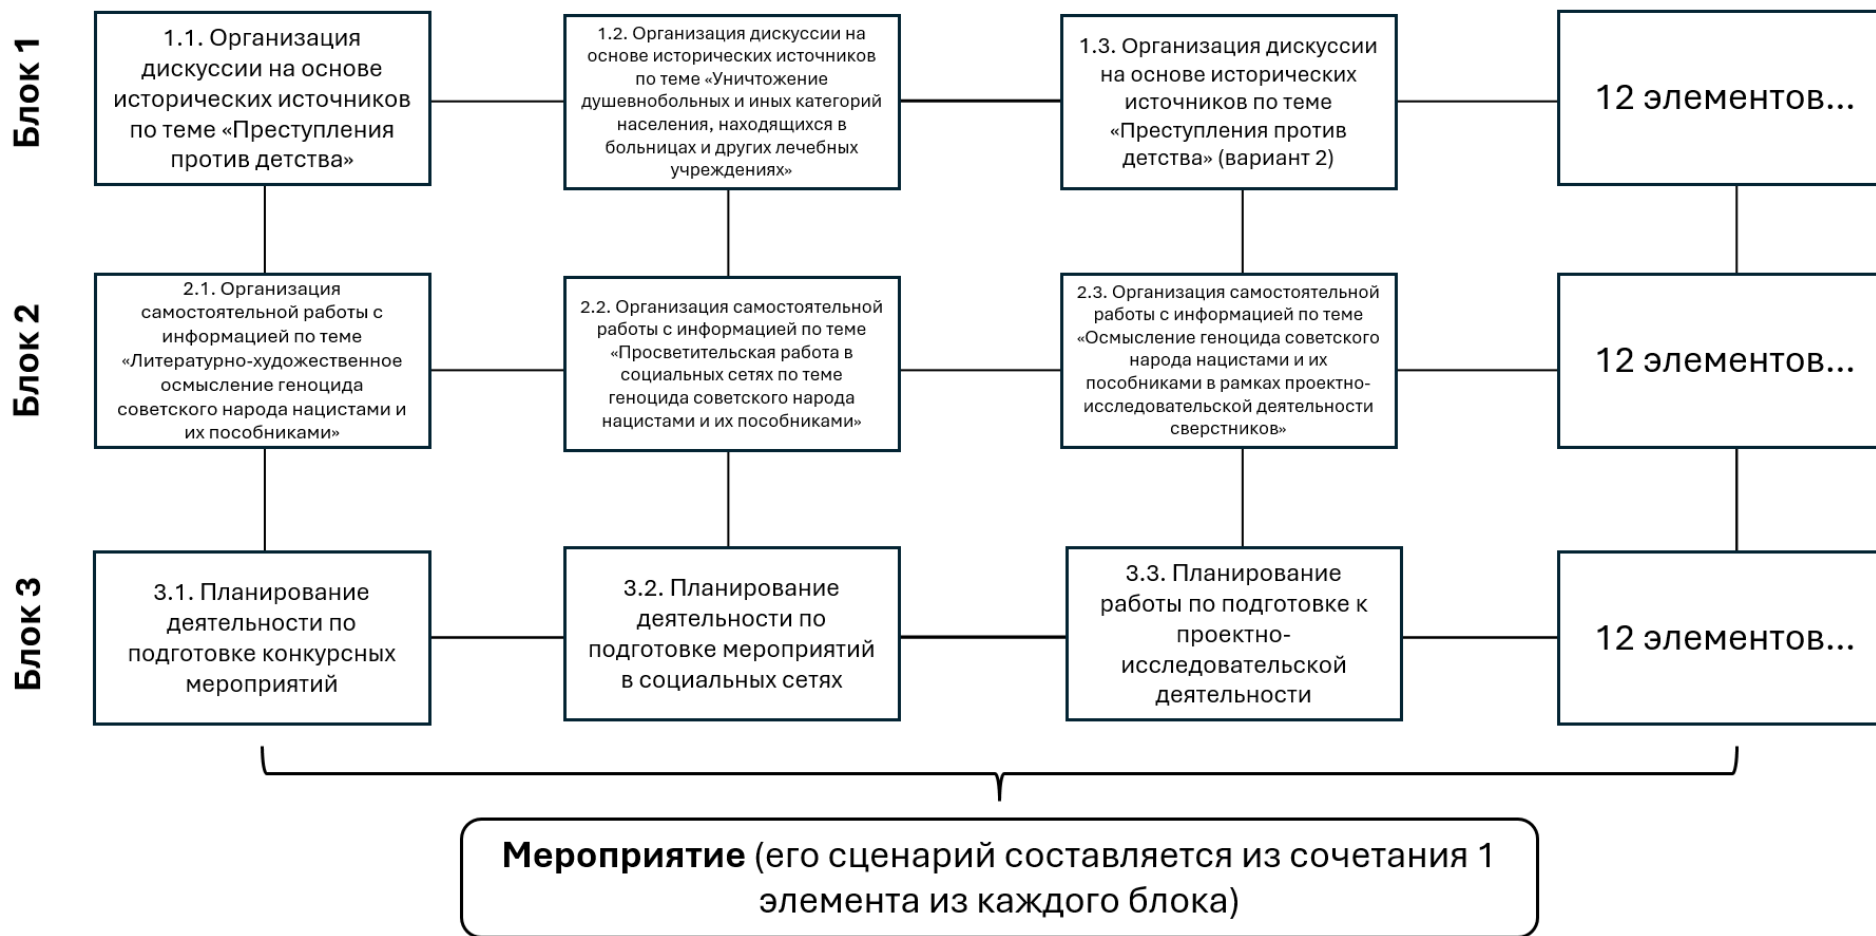 Блок 1
1.1. Организация
дискуссии на основе
исторических источников
по теме «Преступления
против детства»
1.2. Организация дискуссии на
основе исторических источников
по теме «Уничтожение
душевнобольных и иных категорий
населения, находящихся в
больницах и других лечебных
учреждениях»
1.3. Организация дискуссии
на основе исторических
источников по теме
«Преступления против
детства» (вариант 2)
12 элементов...
Блок 2
2.1. Организация
самостоятельной работы с
информацией по теме
«Литературно-художественное
осмысление геноцида
советского народа нацистами и
их пособниками»
2.2. Организация самостоятельной
работы с информацией по теме
«Просветительская работа в
социальных сетях по теме
геноцида советского народа
нацистами и их пособниками»
2.3. Организация самостоятельной
работы с информацией по теме
«Осмысление геноцида советского
народа нацистами и их
пособниками в рамках проектно-
исследовательской деятельности
сверстников»
12 элементов...
Блок 3
3.1. Планирование
деятельности по
подготовке конкурсных
мероприятий
3.2. Планирование
деятельности по
подготовке мероприятий
в социальных сетях
3.3. Планирование
работы по подготовке к
проектно-
исследовательской
деятельности
12 элементов...
Мероприятие (его сценарий составляется из сочетания 1
элемента из каждого блока)